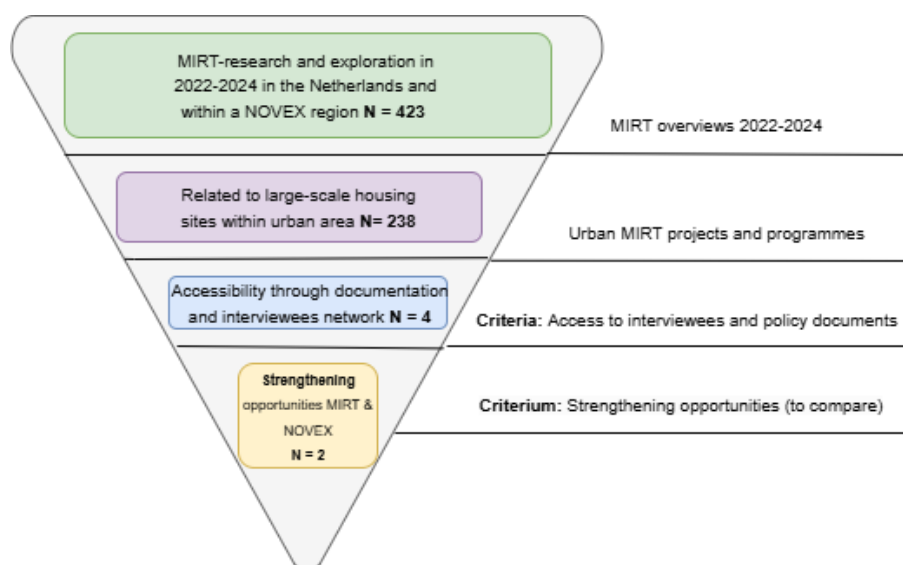 MIRT-research and exploration in
2022-2024 in the Netherlands and
within a NOVEX region N = 423
MIRT overviews 2022-2024
Related to large-scale housing
sites within urban area N= 238
Urban MIRT projects and programmes
Accessibility through documentation
and interviewees network N = 4
Criteria: Access to interviewees and policy documents
Strengthening
opportunities MIRT &
NOVEX
N = 2
Criterium: Strengthening opportunities (to compare)